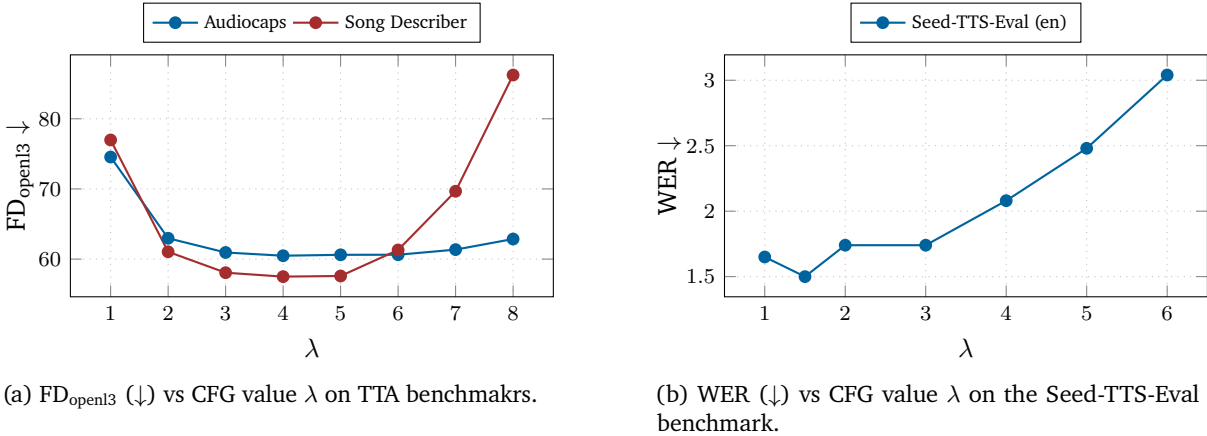 Audiocaps Song Describer
80
70
60
FD_openl3 ↓
1 2 3 4 5 6 7 8
λ
(a) FD_openl3 (↓) vs CFG value λ on TTA benchmakrs.
Seed-TTS-Eval (en)
3
2.5
2
1.5
WER ↓
1 2 3 4 5 6
λ
(b) WER (↓) vs CFG value λ on the Seed-TTS-Eval
benchmark.